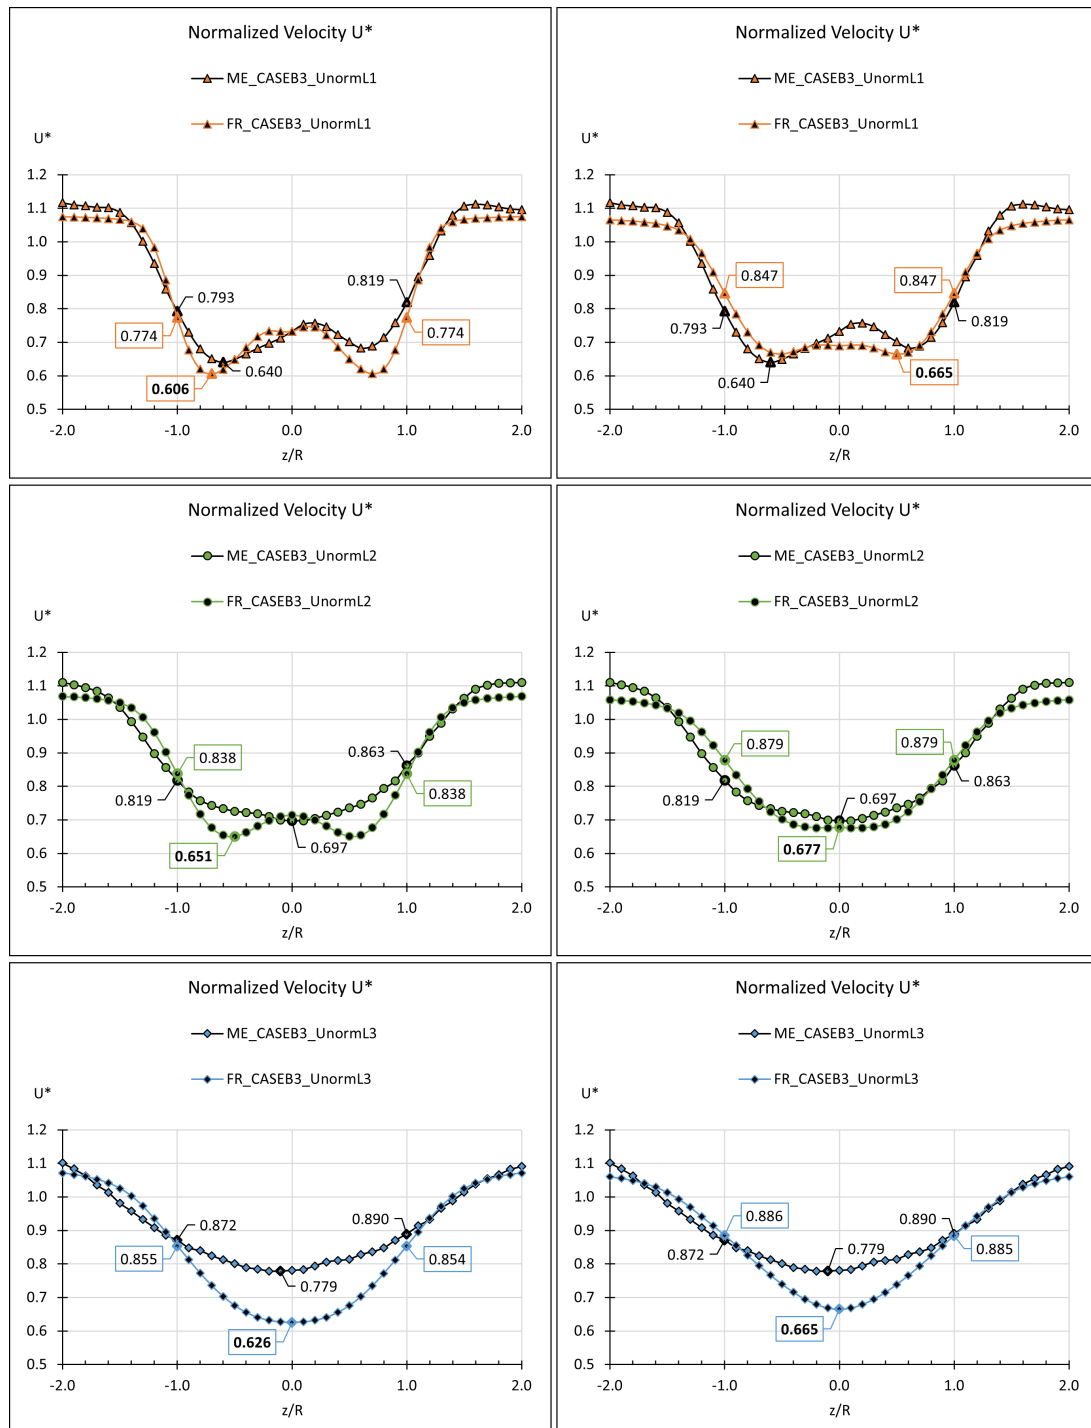 Normalized Velocity U*
ME_CASEB3_UnormL1
FR_CASEB3_UnormL1
U*
1.2
1.1
1.0
0.9
0.8
0.7
0.6
0.5
0.793
0.819
0.774
0.774
0.640
0.606
-2.0 -1.0 0.0 1.0 2.0
z/R
Normalized Velocity U*
ME_CASEB3_UnormL1
FR_CASEB3_UnormL1
U*
1.2
1.1
1.0
0.9
0.8
0.7
0.6
0.5
0.847
0.847
0.793
0.819
0.640
0.665
-2.0 -1.0 0.0 1.0 2.0
z/R
Normalized Velocity U*
ME_CASEB3_UnormL2
FR_CASEB3_UnormL2
U*
1.2
1.1
1.0
0.9
0.8
0.7
0.6
0.5
0.838
0.863
0.819
0.838
0.651
0.697
-2.0 -1.0 0.0 1.0 2.0
z/R
Normalized Velocity U*
ME_CASEB3_UnormL2
FR_CASEB3_UnormL2
U*
1.2
1.1
1.0
0.9
0.8
0.7
0.6
0.5
0.879
0.879
0.819
0.863
0.697
0.677
-2.0 -1.0 0.0 1.0 2.0
z/R
Normalized Velocity U*
ME_CASEB3_UnormL3
FR_CASEB3_UnormL3
U*
1.2
1.1
1.0
0.9
0.8
0.7
0.6
0.5
0.872
0.890
0.855
0.854
0.779
0.626
-2.0 -1.0 0.0 1.0 2.0
z/R
Normalized Velocity U*
ME_CASEB3_UnormL3
FR_CASEB3_UnormL3
U*
1.2
1.1
1.0
0.9
0.8
0.7
0.6
0.5
0.886
0.890
0.872
0.885
0.779
0.665
-2.0 -1.0 0.0 1.0 2.0
z/R